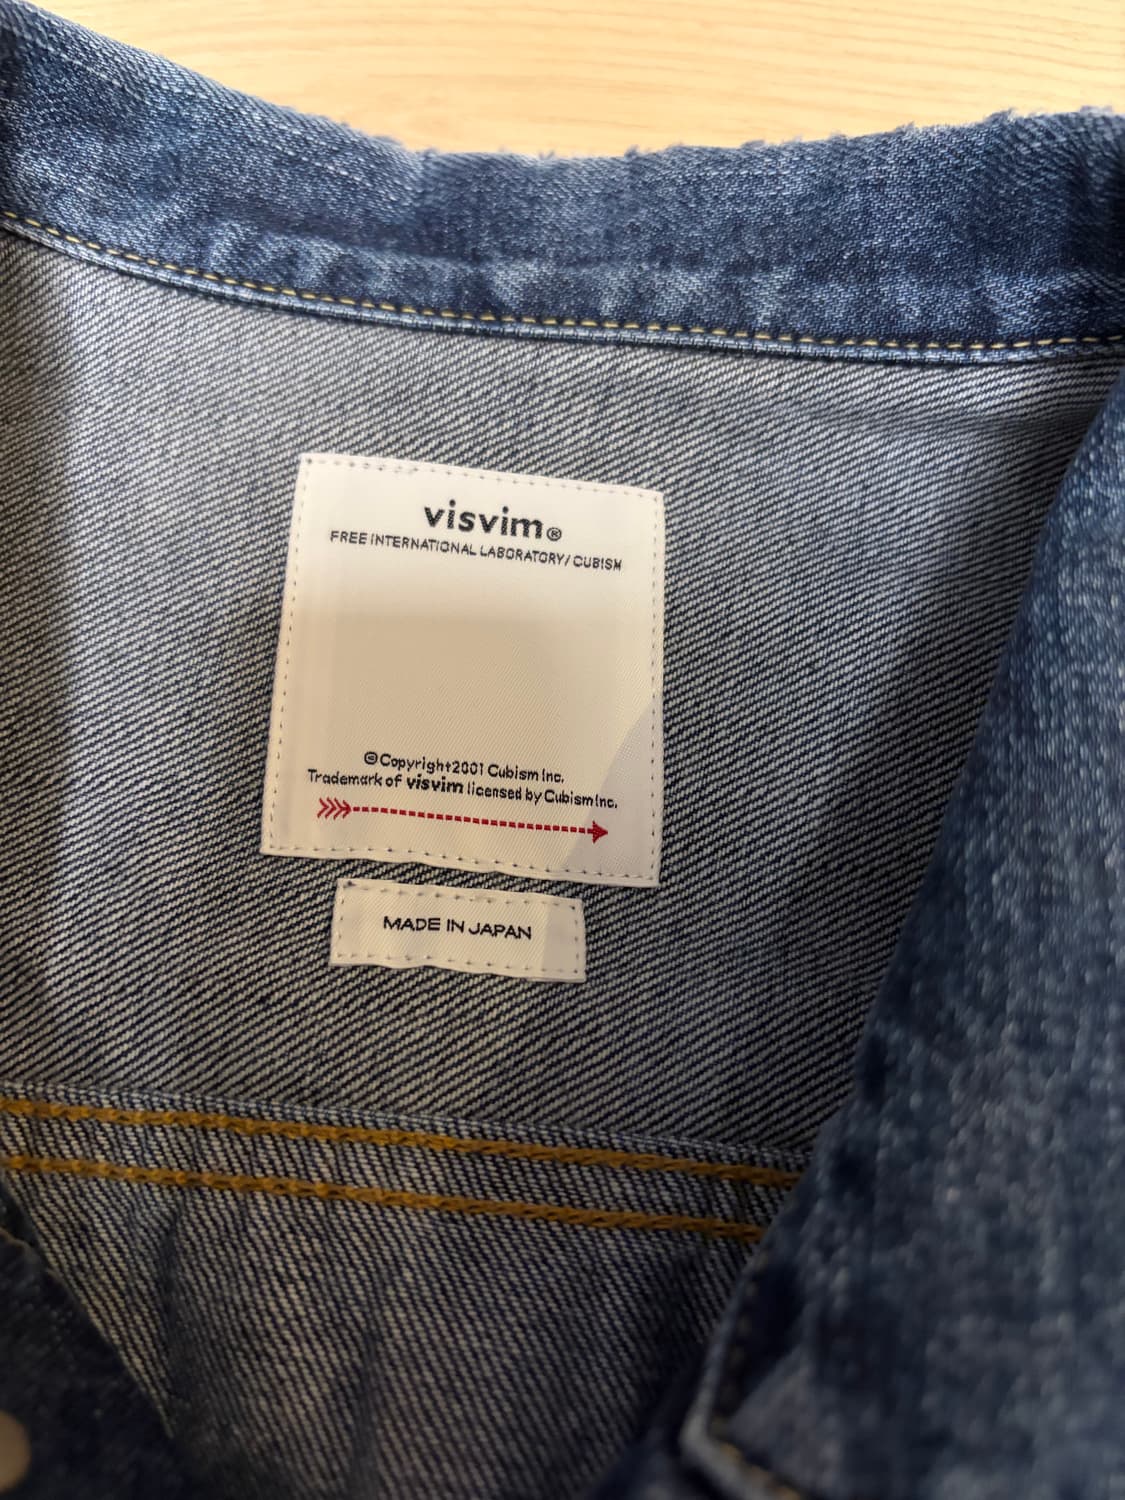 visvim®
FREE INTERNATIONAL LABORATORY/CUBISM
©Copyright2001 Cubism Inc.
Trademark of visvim licensed by Cubism Inc.
MADE IN JAPAN